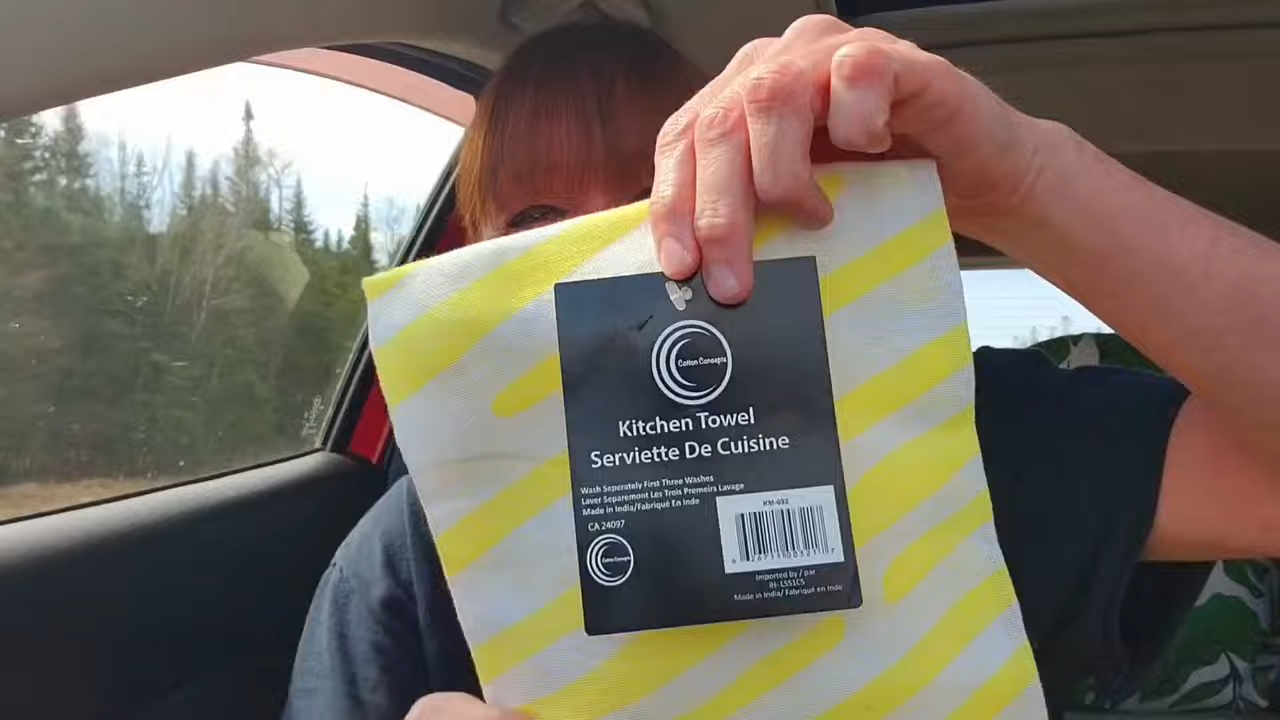 Cotton Concepts
Kitchen Towel
Serviette De Cuisine
Wash Seperately First Three Washes
Laver Separemont Les Trois Premeirs Lavage
Made in India/Fabriqué En Inde
CA 24097
Cotton Concepts
KM-092
Imported by / par
IH- L5S1C5
Made in India/ Fabriqué en Inde